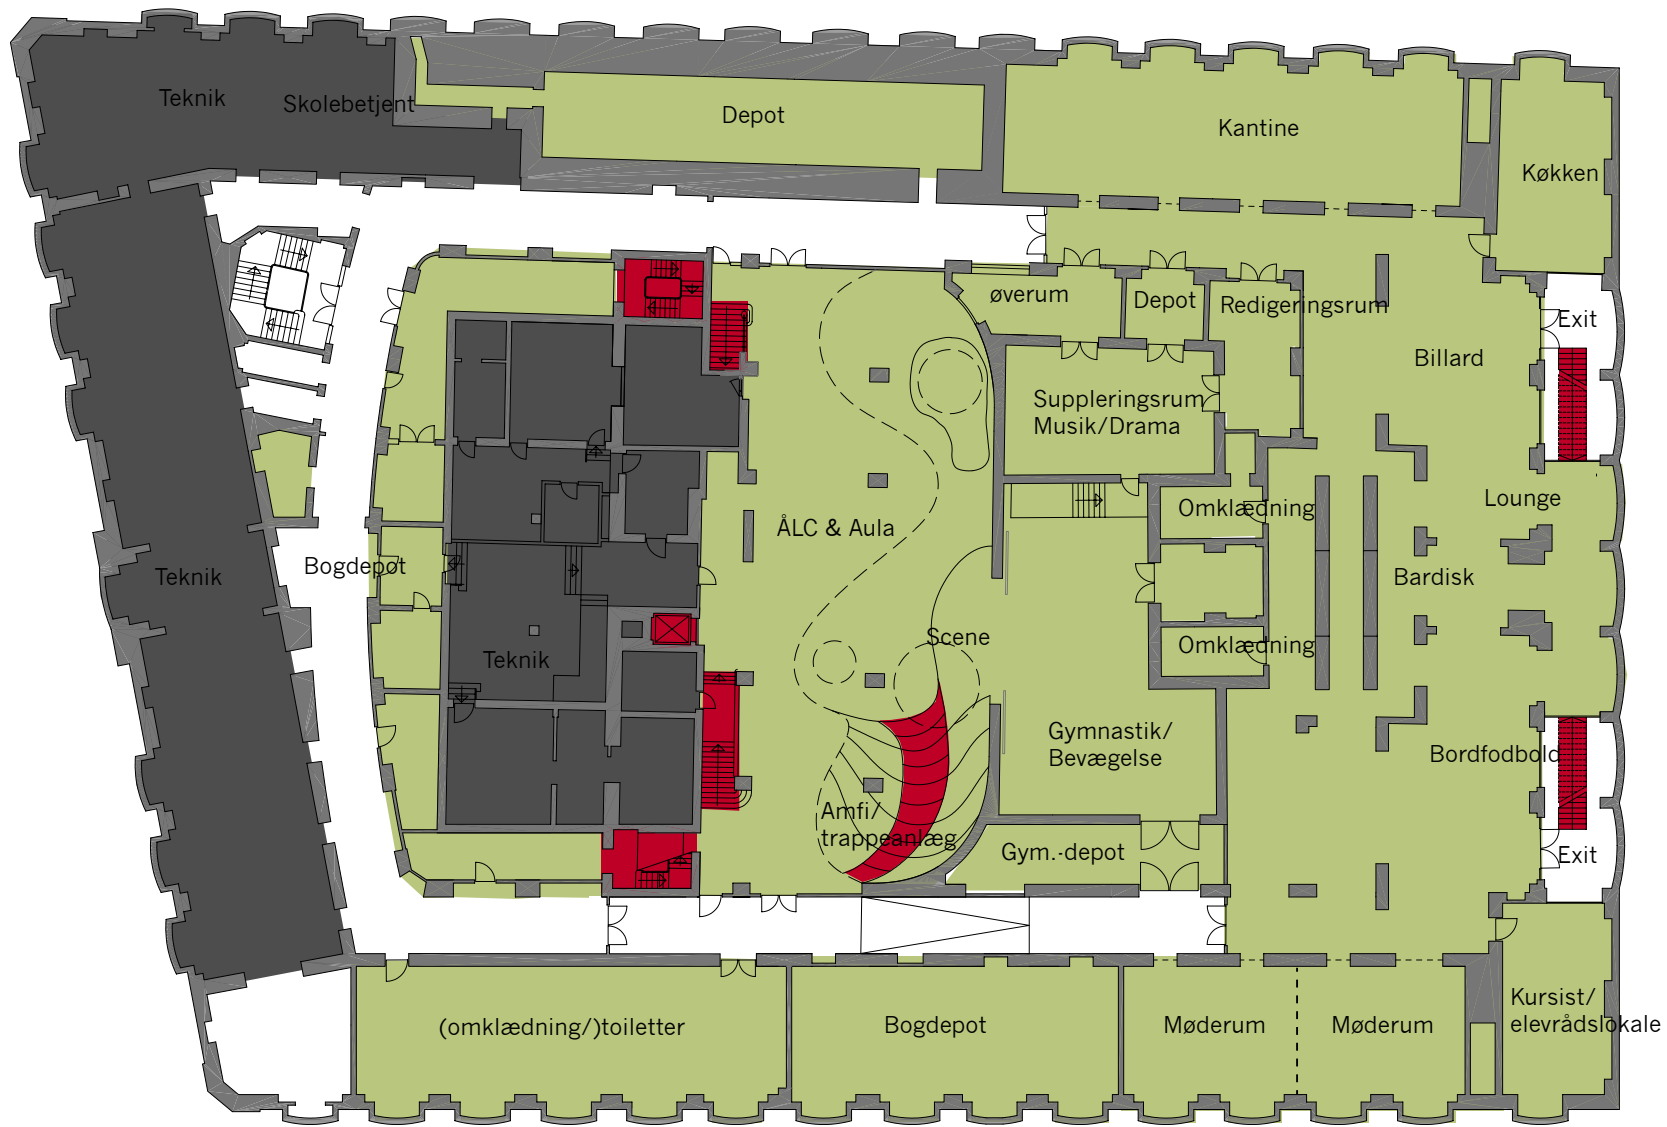 Teknik
Skolebetjent
Depot
Kantine
Køkken
øverum
Depot
Redigeringsrum
Exit
Billard
Suppleringsrum
Musik/Drama
Lounge
Omklædning
ÅLC & Aula
Bogdepøt
Teknik
Bardisk
Scene
Omklædning
Teknik
Gymnastik/
Bevægelse
Bordfodbold
Amfi/
trappeanlæg
Gym.-depot
Exit
(omklædning/)toiletter
Bogdepot
Møderum
Møderum
Kursist/
elevrådslokale